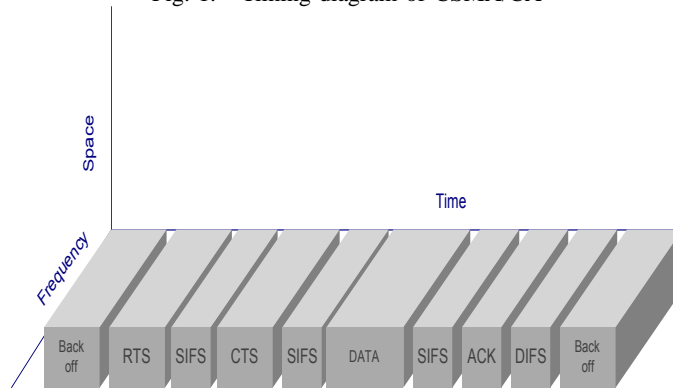 Fig. 1. Timing diagram of CSMA/CA
Space
Time
Frequency
Back off
RTS
SIFS
CTS
SIFS
DATA
SIFS
ACK
DIFS
Back off